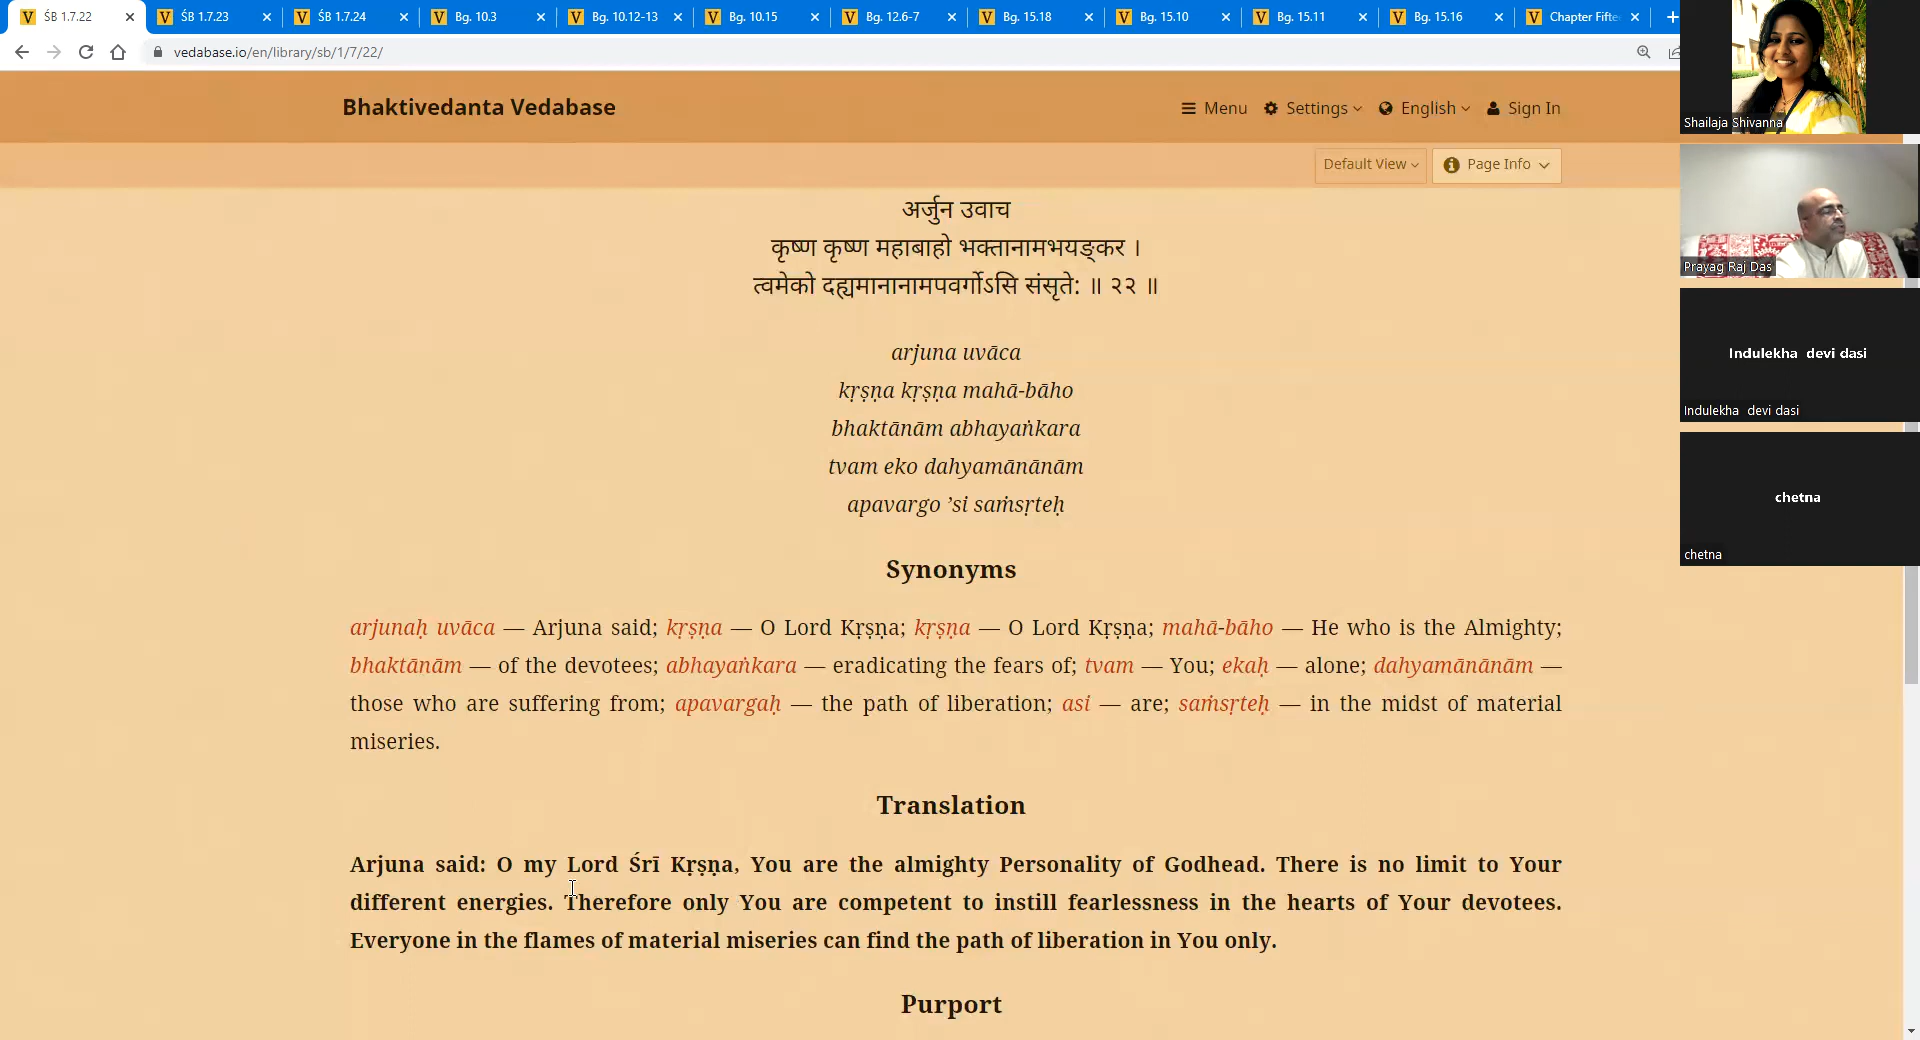 ŚB 1.7.22
ŚB 1.7.23
ŚB 1.7.24
Bg. 10.3
Bg. 10.12-13
Bg. 10.15
Bg. 12.6-7
Bg. 15.18
Bg. 15.10
Bg. 15.11
Bg. 15.16
Chapter Fifte
vedabase.io/en/library/sb/1/7/22/
Bhaktivedanta Vedabase
Menu
Settings
English
Sign In
Default View
Page Info
अर्जुन उवाच
कृष्ण कृष्ण महाबाहो भक्तानामभयङ्कर ।
त्वमेको दह्यमानानामपवर्गोऽसि संसृते: ॥ २२ ॥
arjuna uvāca
kṛṣṇa kṛṣṇa mahā-bāho
bhaktānām abhayaṅkara
tvam eko dahyamānānām
apavargo ’si saṁsṛteḥ
Synonyms
arjunaḥ uvāca — Arjuna said; kṛṣṇa — O Lord Kṛṣṇa; kṛṣṇa — O Lord Kṛṣṇa; mahā-bāho — He who is the Almighty;
bhaktānām — of the devotees; abhayaṅkara — eradicating the fears of; tvam — You; ekaḥ — alone; dahyamānānām —
those who are suffering from; apavargaḥ — the path of liberation; asi — are; saṁsṛteḥ — in the midst of material
miseries.
Translation
Arjuna said: O my Lord Śrī Kṛṣṇa, You are the almighty Personality of Godhead. There is no limit to Your
different energies. Therefore only You are competent to instill fearlessness in the hearts of Your devotees.
Everyone in the flames of material miseries can find the path of liberation in You only.
Purport
Shailaja Shivanna
Prayag Raj Das
Indulekha devi dasi
Indulekha devi dasi
chetna
chetna